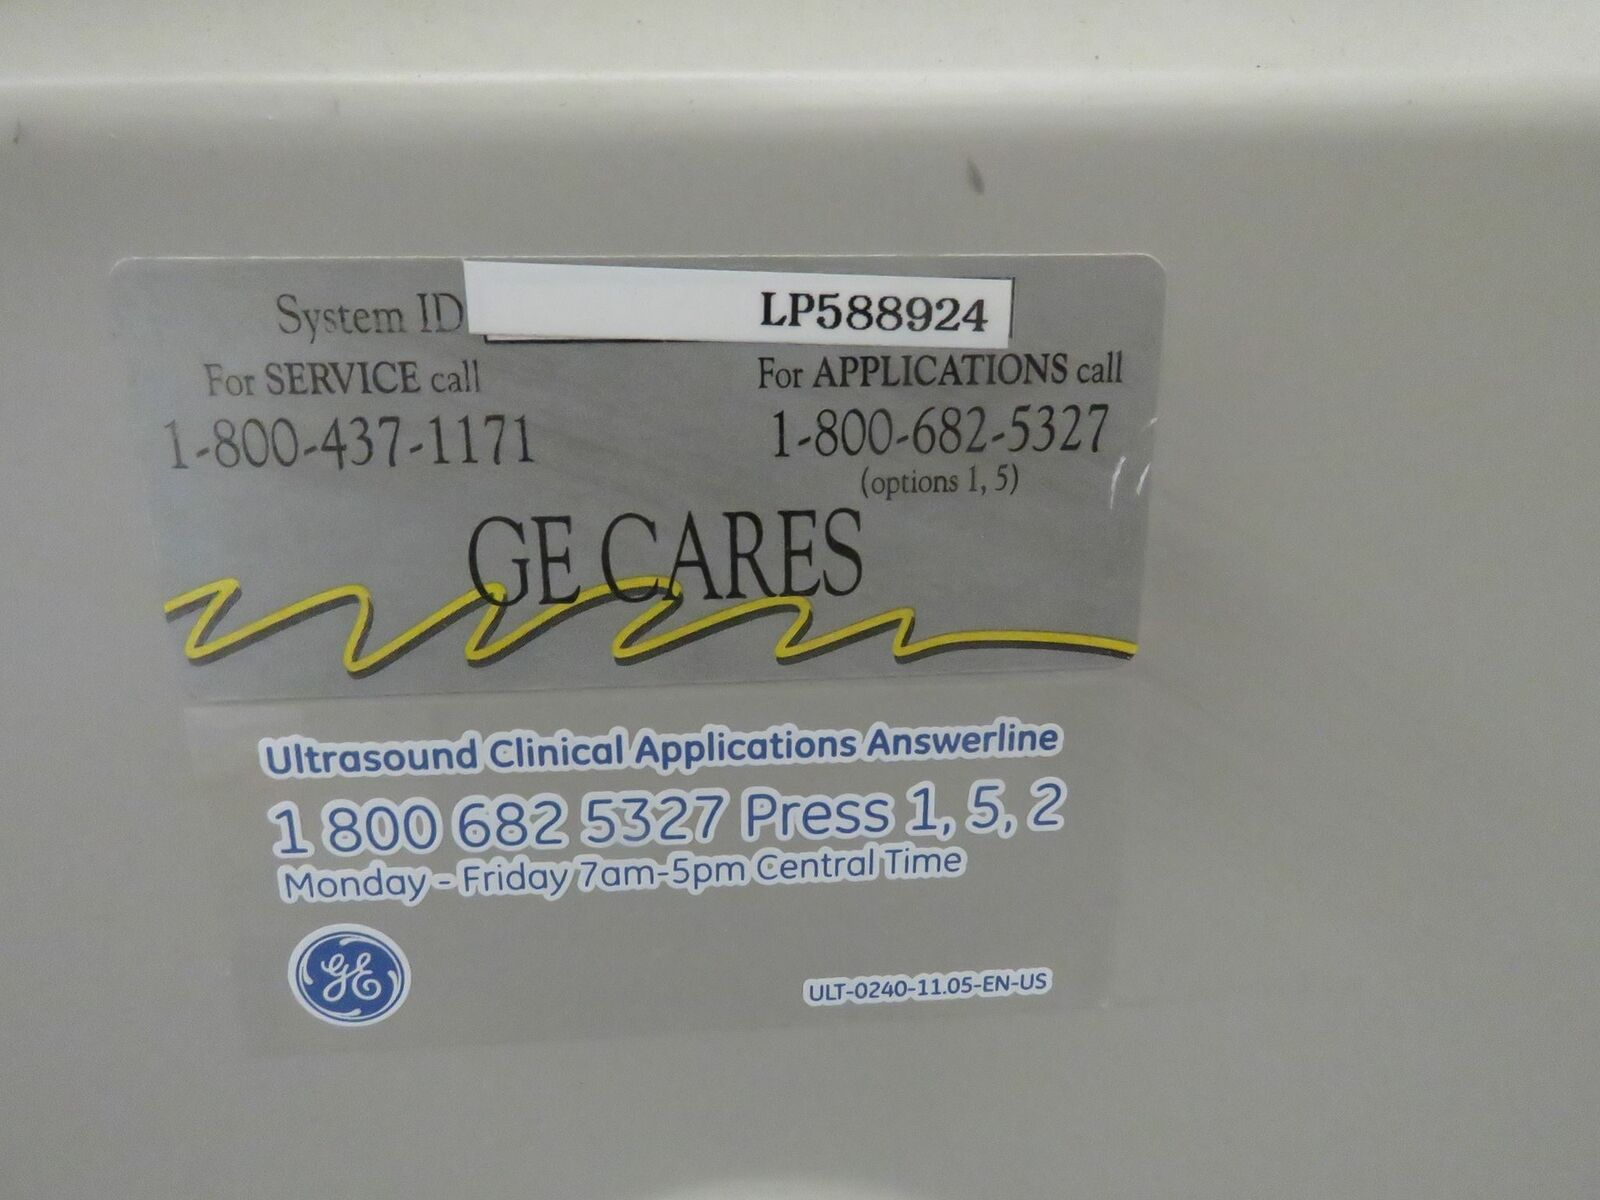 System ID LP588924
For SERVICE call
1-800-437-1171
For APPLICATIONS call
1-800-682-5327
(options 1, 5)
GE CARES
Ultrasound Clinical Applications Answerline
1 800 682 5327 Press 1, 5, 2
Monday - Friday 7am-5pm Central Time
GE
ULT-0240-11.05-EN-US